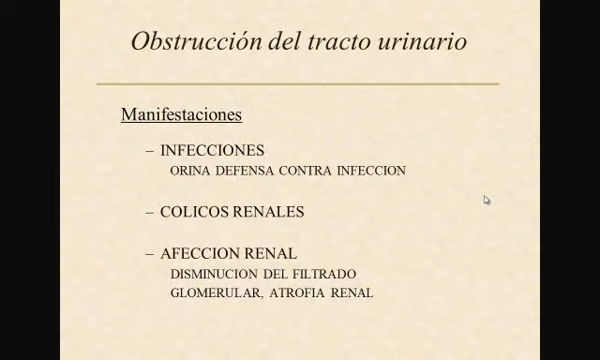 Obstrucción del tracto urinario
Manifestaciones
– INFECCIONES
ORINA DEFENSA CONTRA INFECCION
– COLICOS RENALES
– AFECCION RENAL
DISMINUCION DEL FILTRADO
GLOMERULAR, ATROFIA RENAL